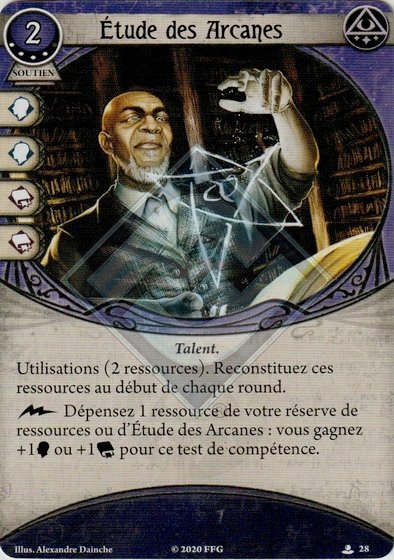 2
Étude des Arcanes
SOUTIEN
Talent.
Utilisations (2 ressources). Reconstituez ces
ressources au début de chaque round.
Dépensez 1 ressource de votre réserve de
ressources ou d'Étude des Arcanes : vous gagnez
+1 ou +1 pour ce test de compétence.
Illus. Alexandre Dainche © 2020 FFG 28